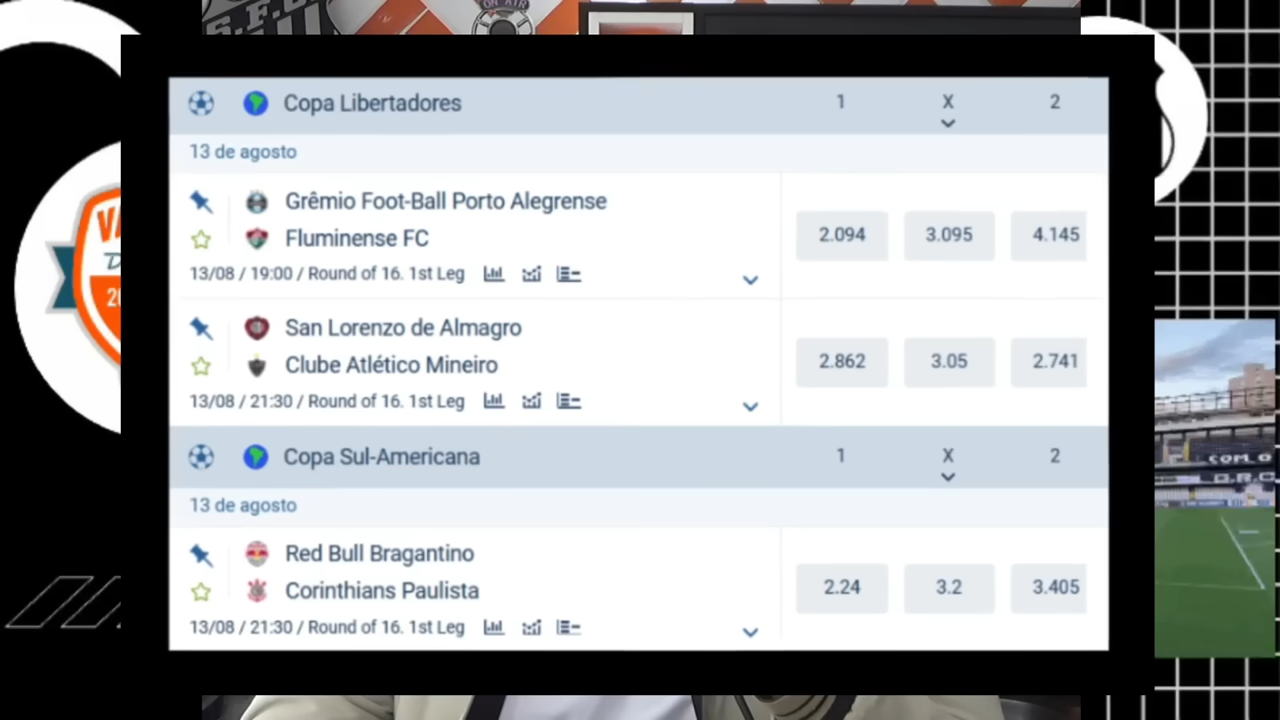 S.F.C.
ON AIR
Copa Libertadores 1 X 2
13 de agosto
Grêmio Foot-Ball Porto Alegrense
Fluminense FC
2.094 3.095 4.145
13/08 / 19:00 / Round of 16. 1st Leg
San Lorenzo de Almagro
Clube Atlético Mineiro
2.862 3.05 2.741
13/08 / 21:30 / Round of 16. 1st Leg
Copa Sul-Americana 1 X 2
13 de agosto
Red Bull Bragantino
Corinthians Paulista
2.24 3.2 3.405
13/08 / 21:30 / Round of 16. 1st Leg
COM O